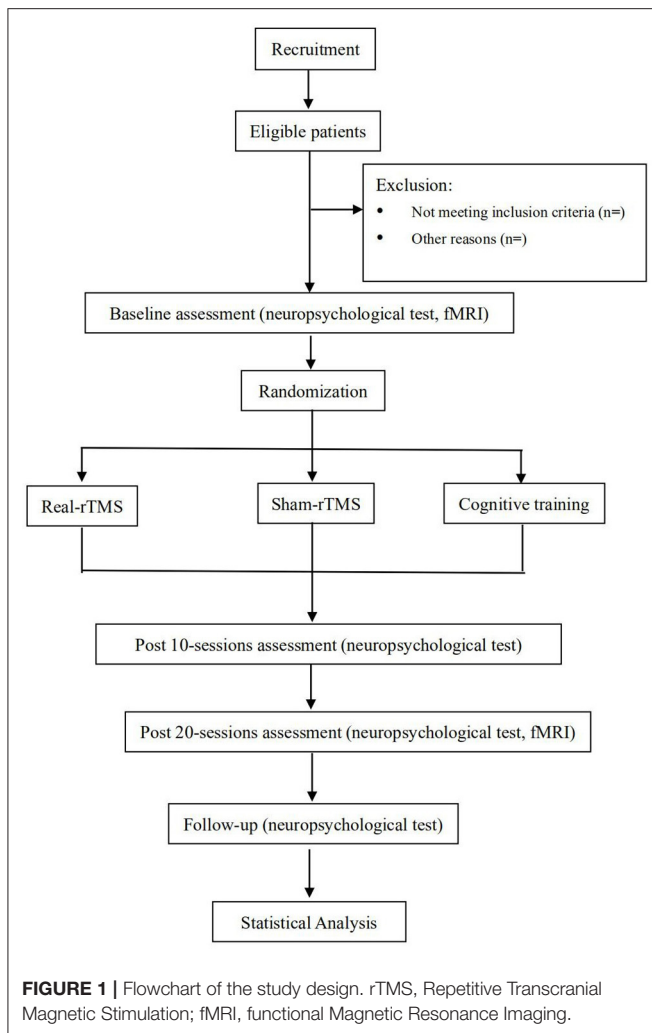 Recruitment
Eligible patients
Exclusion:
• Not meeting inclusion criteria (n=)
• Other reasons (n=)
Baseline assessment (neuropsychological test, fMRI)
Randomization
Real-rTMS
Sham-rTMS
Cognitive training
Post 10-sessions assessment (neuropsychological test)
Post 20-sessions assessment (neuropsychological test, fMRI)
Follow-up (neuropsychological test)
Statistical Analysis
FIGURE 1 | Flowchart of the study design. rTMS, Repetitive Transcranial
Magnetic Stimulation; fMRI, functional Magnetic Resonance Imaging.